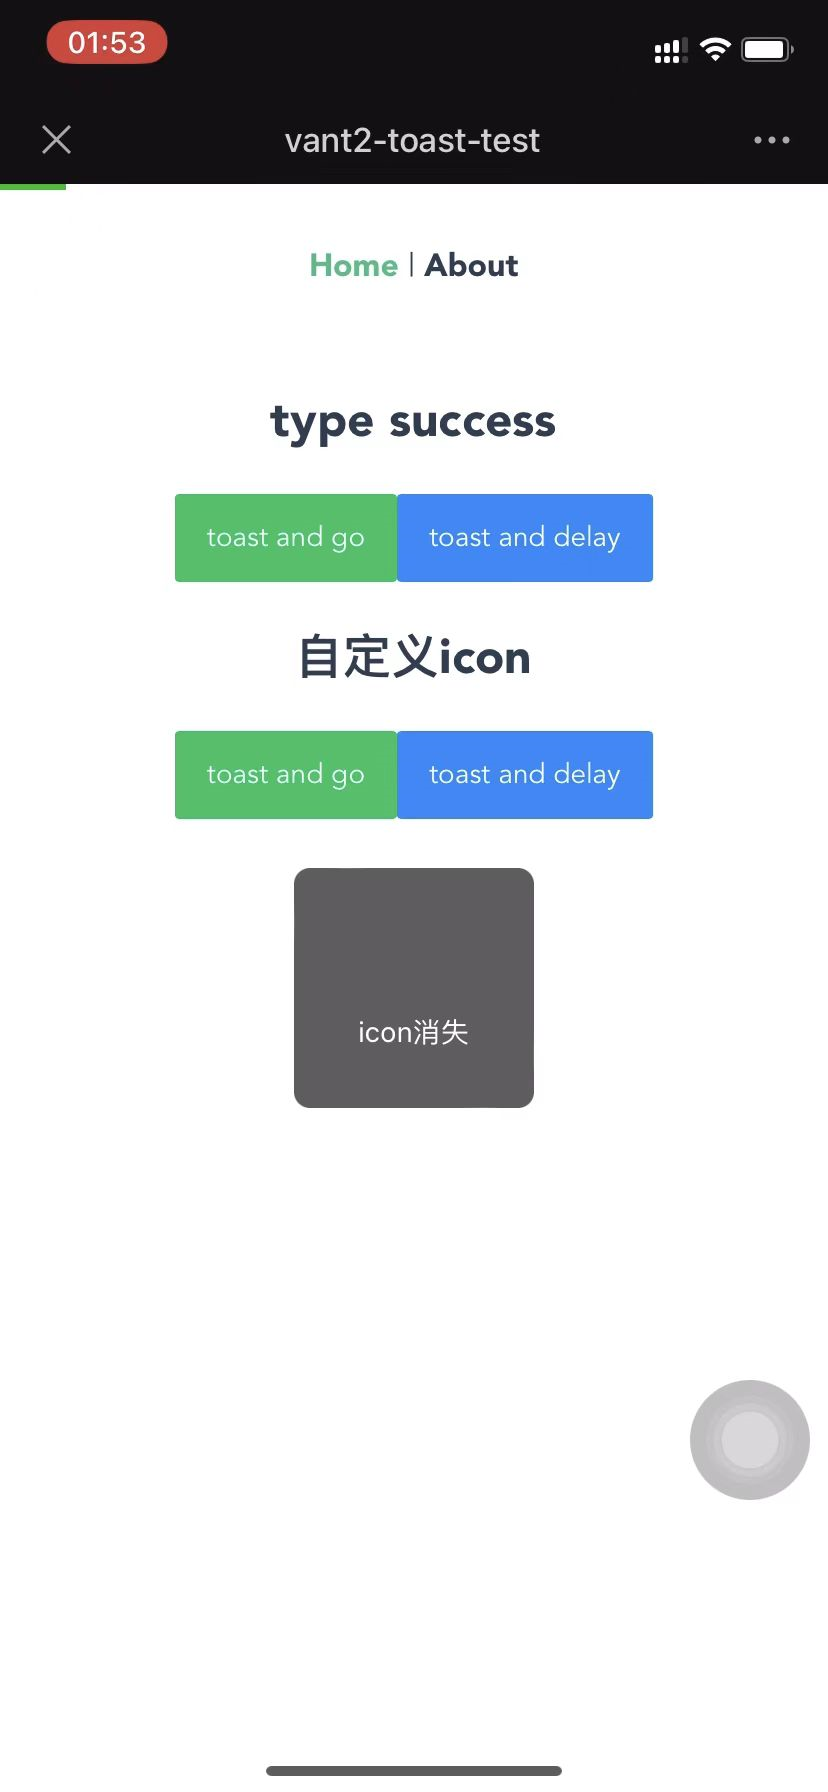 01:53
vant2-toast-test
Home | About
type success
toast and go toast and delay
自定义icon
toast and go toast and delay
icon消失